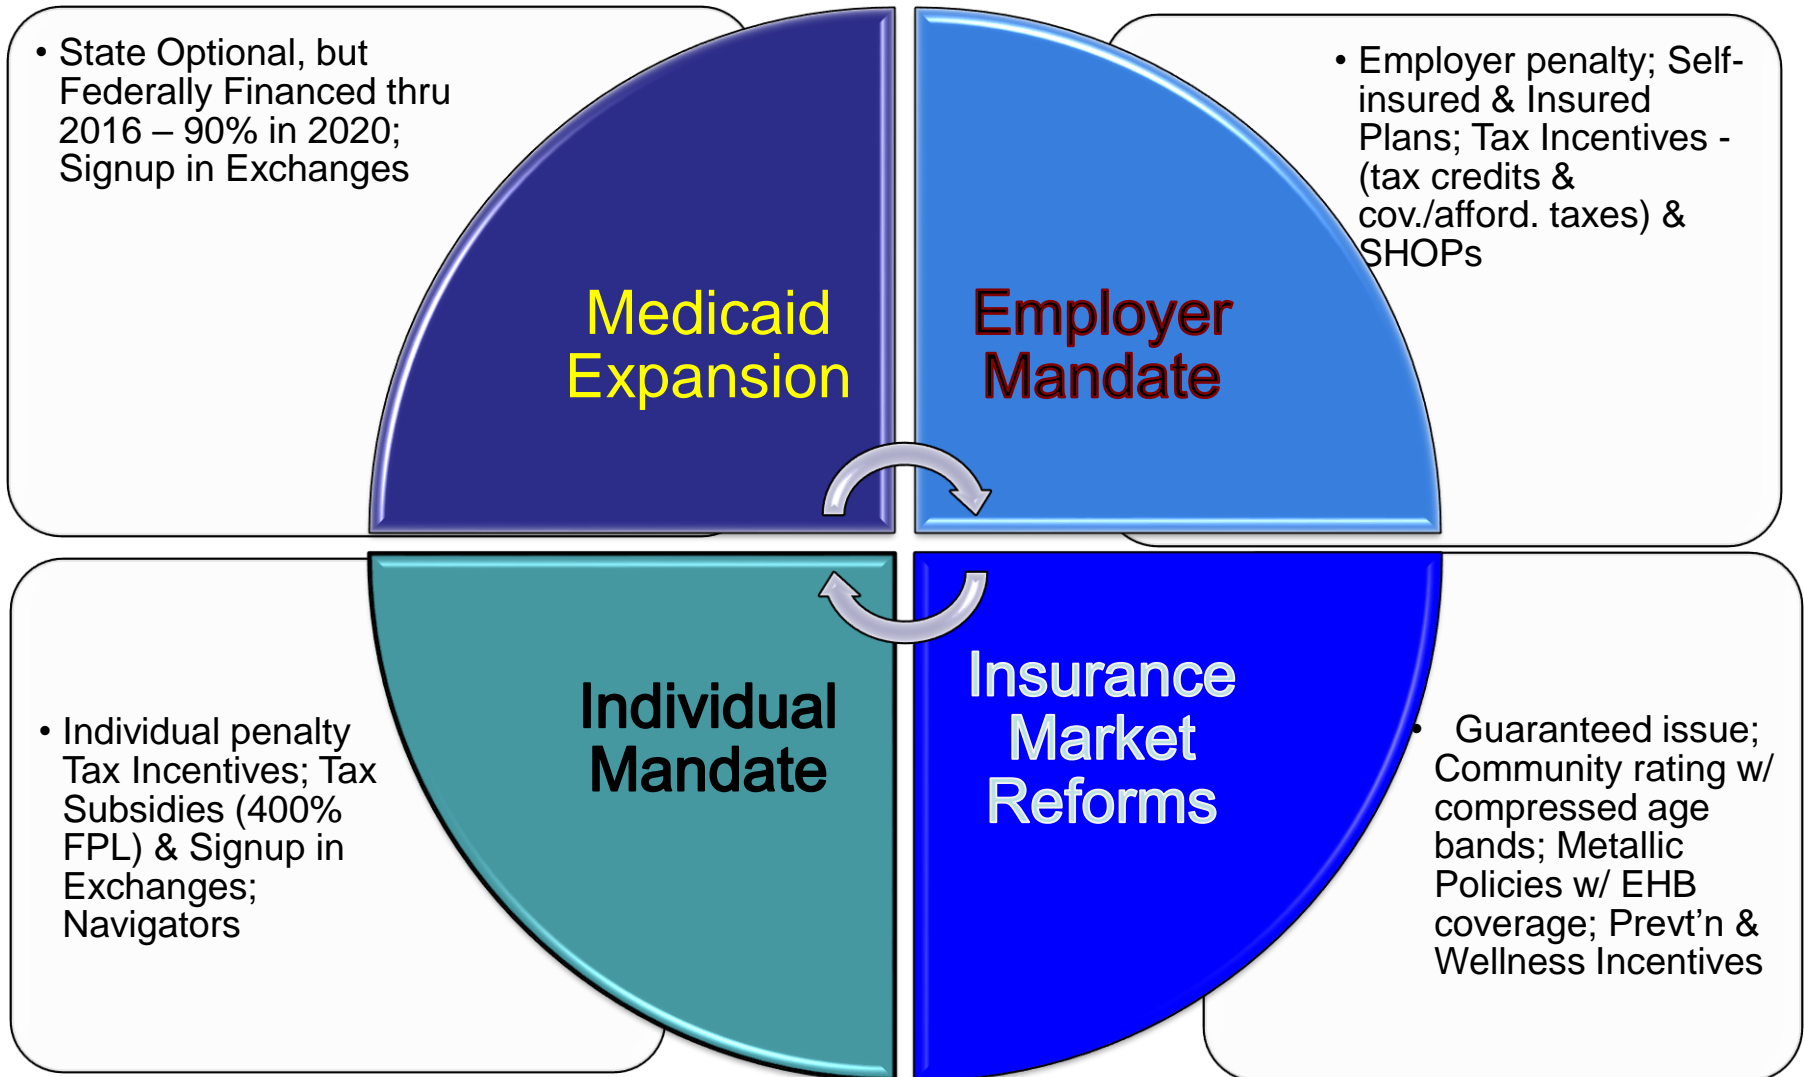 • State Optional, but
Federally Financed thru
2016 – 90% in 2020;
Signup in Exchanges
• Employer penalty; Self-
insured & Insured
Plans; Tax Incentives -
(tax credits &
cov./afford. taxes) &
SHOPs
Medicaid
Expansion
Employer
Mandate
Individual
Mandate
Insurance
Market
Reforms
• Individual penalty
Tax Incentives; Tax
Subsidies (400%
FPL) & Signup in
Exchanges;
Navigators
• Guaranteed issue;
Community rating w/
compressed age
bands; Metallic
Policies w/ EHB
coverage; Prevt’n &
Wellness Incentives